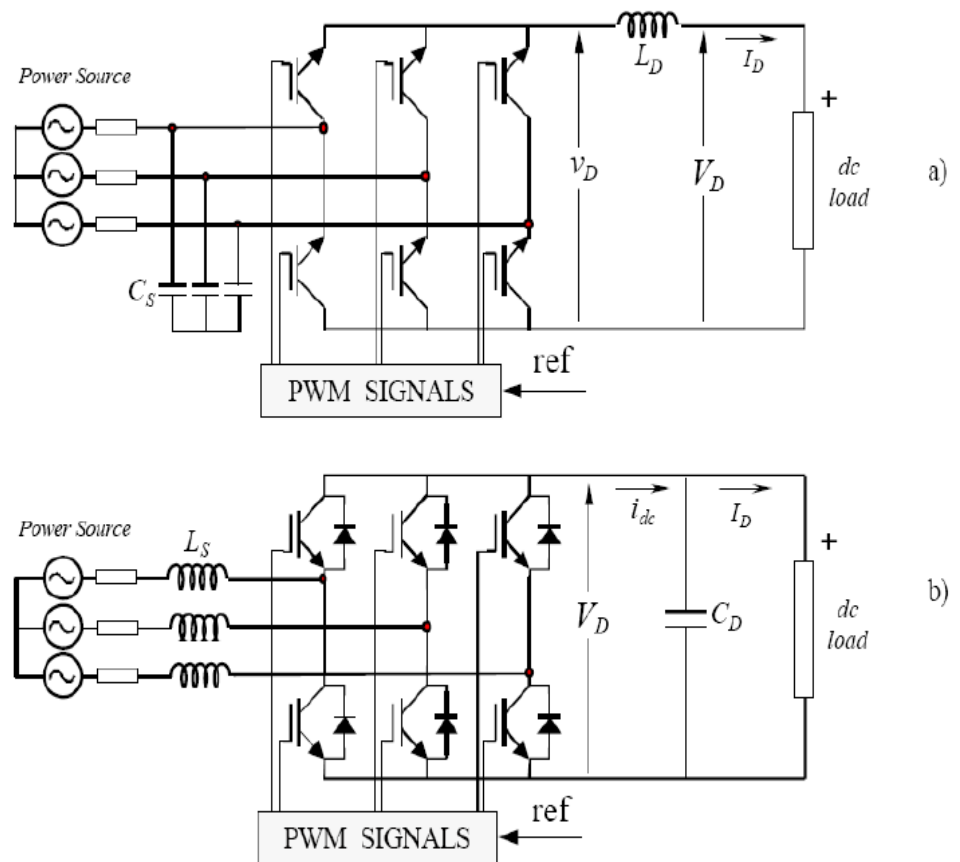 Power Source
L_D
I_D
+
v_D
V_D
dc
load
a)
C_S
ref
PWM SIGNALS
Power Source
L_S
i_dc
I_D
+
V_D
C_D
dc
load
b)
ref
PWM SIGNALS